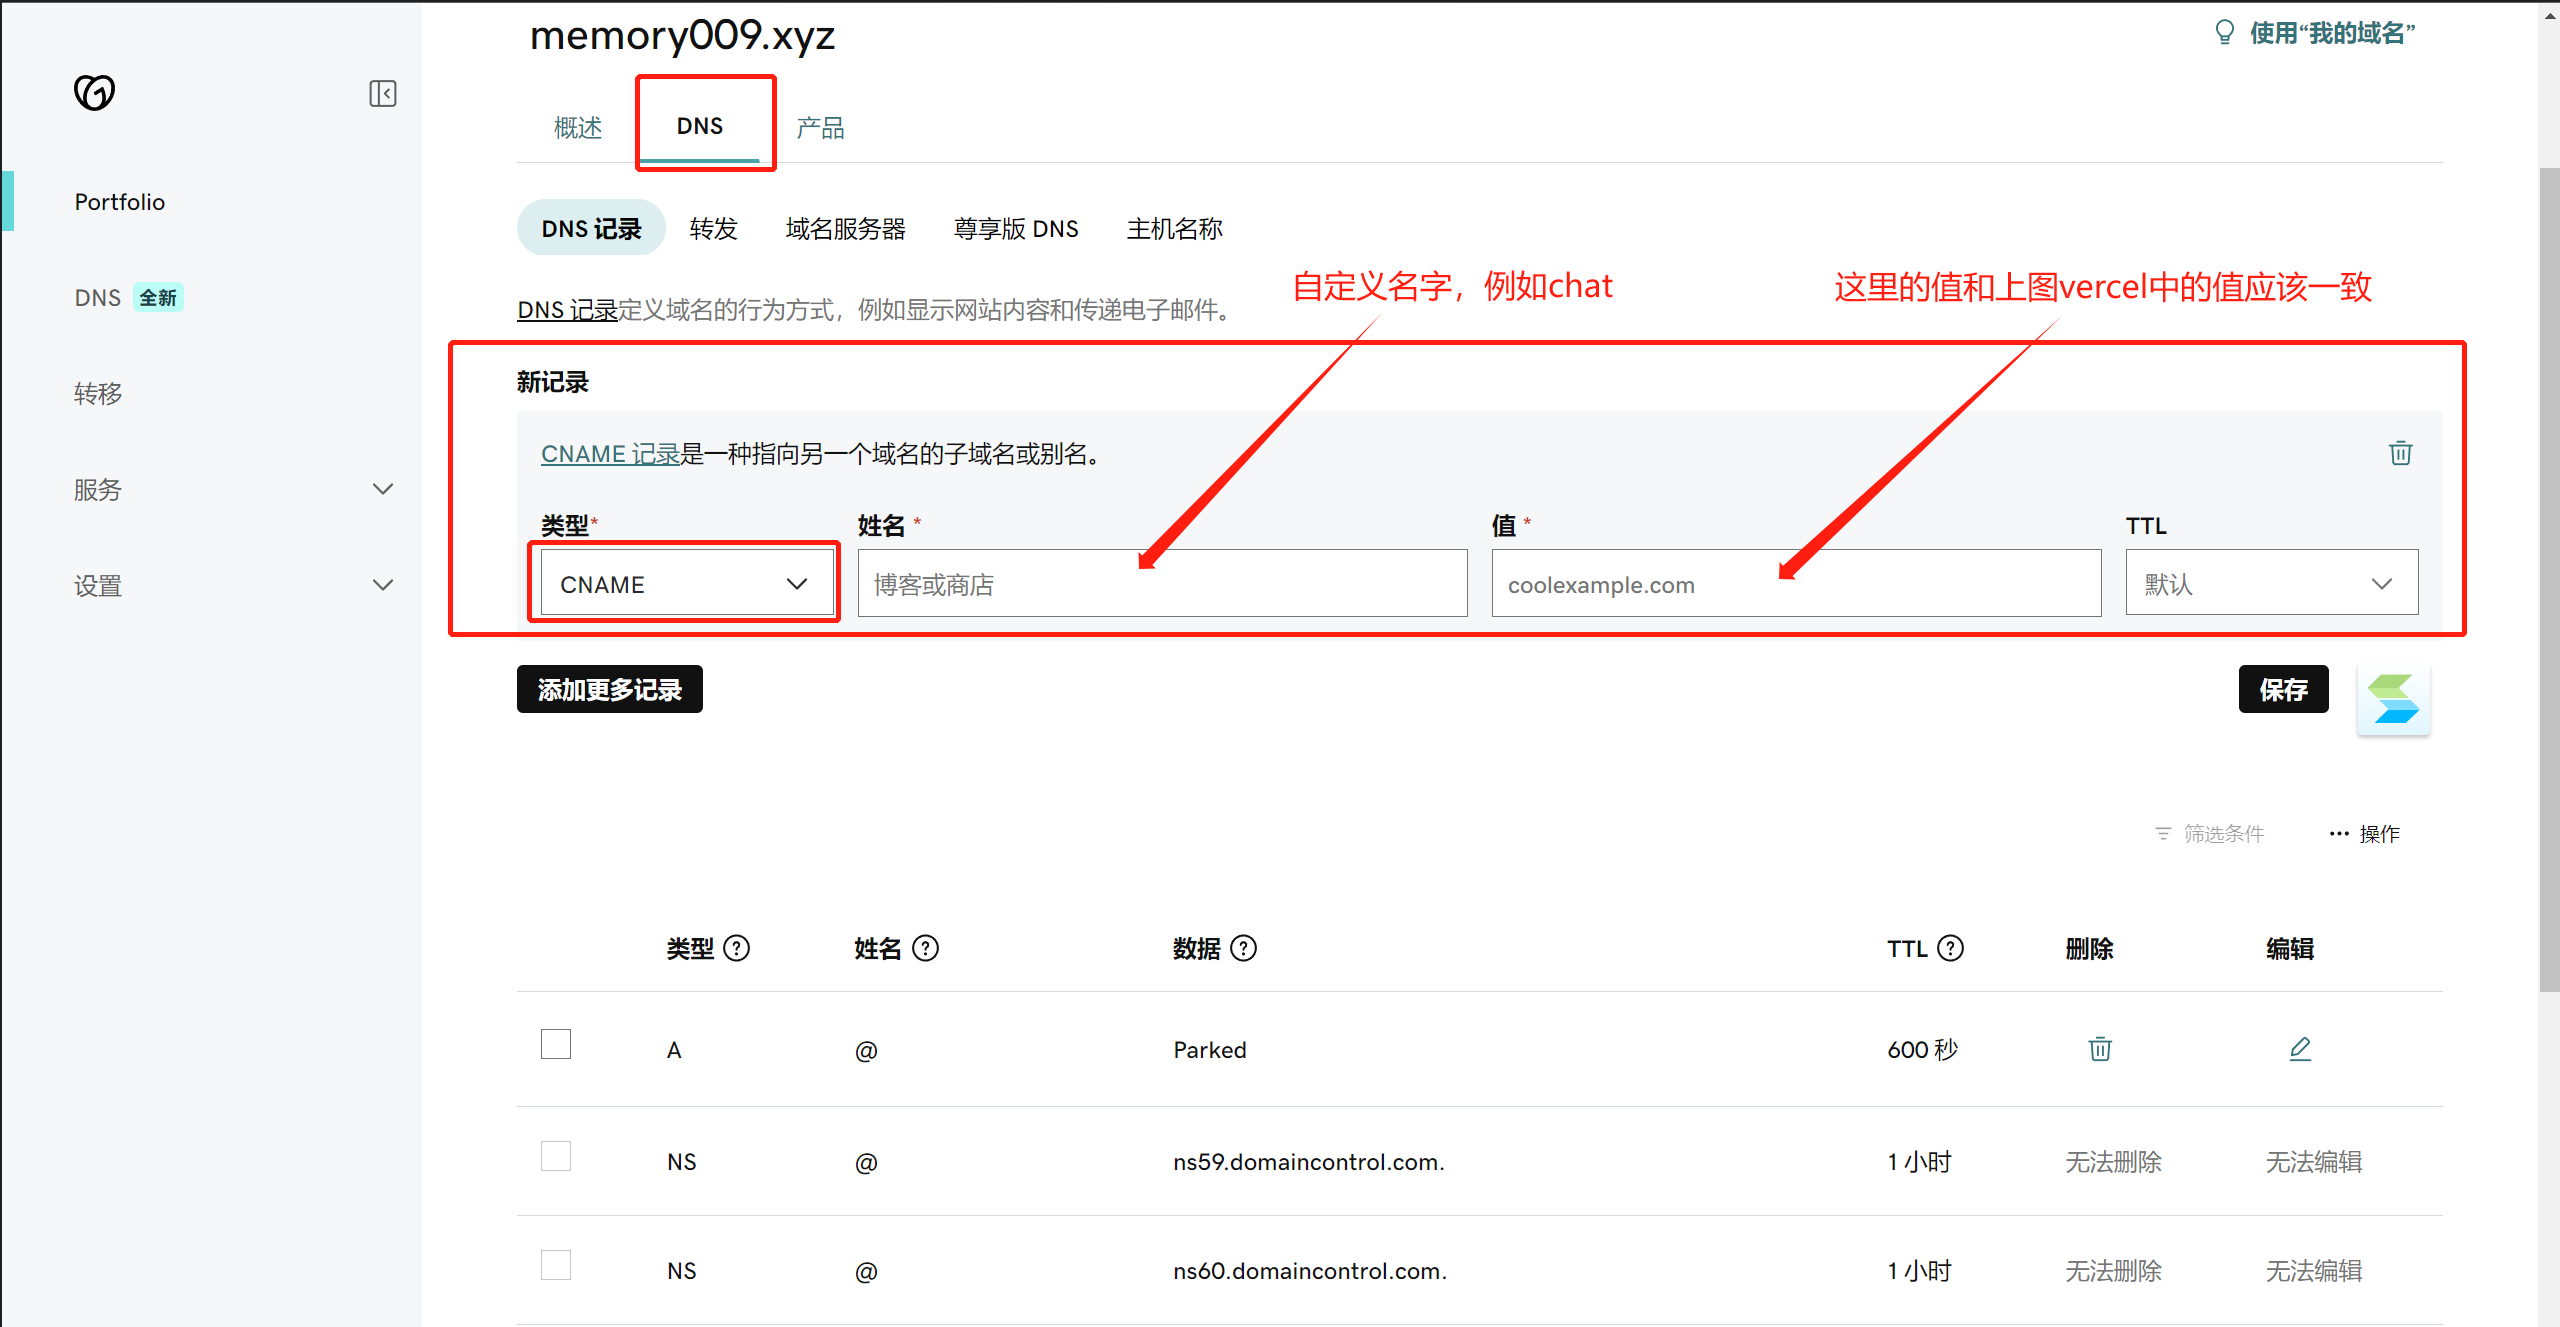 memory009.xyz
使用“我的域名”
概述
DNS
产品
Portfolio
DNS 全新
转移
服务
设置
DNS 记录
转发
域名服务器
尊享版 DNS
主机名称
自定义名字，例如chat
这里的值和上图vercel中的值应该一致
DNS 记录定义域名的行为方式，例如显示网站内容和传递电子邮件。
新记录
CNAME 记录是一种指向另一个域名的子域名或别名。
类型*
姓名 *
值 *
TTL
CNAME
博客或商店
coolexample.com
默认
添加更多记录
保存
筛选条件
··· 操作
类型 ?
姓名 ?
数据 ?
TTL ?
删除
编辑
A
@
Parked
600 秒
NS
@
ns59.domaincontrol.com.
1 小时
无法删除
无法编辑
NS
@
ns60.domaincontrol.com.
1 小时
无法删除
无法编辑